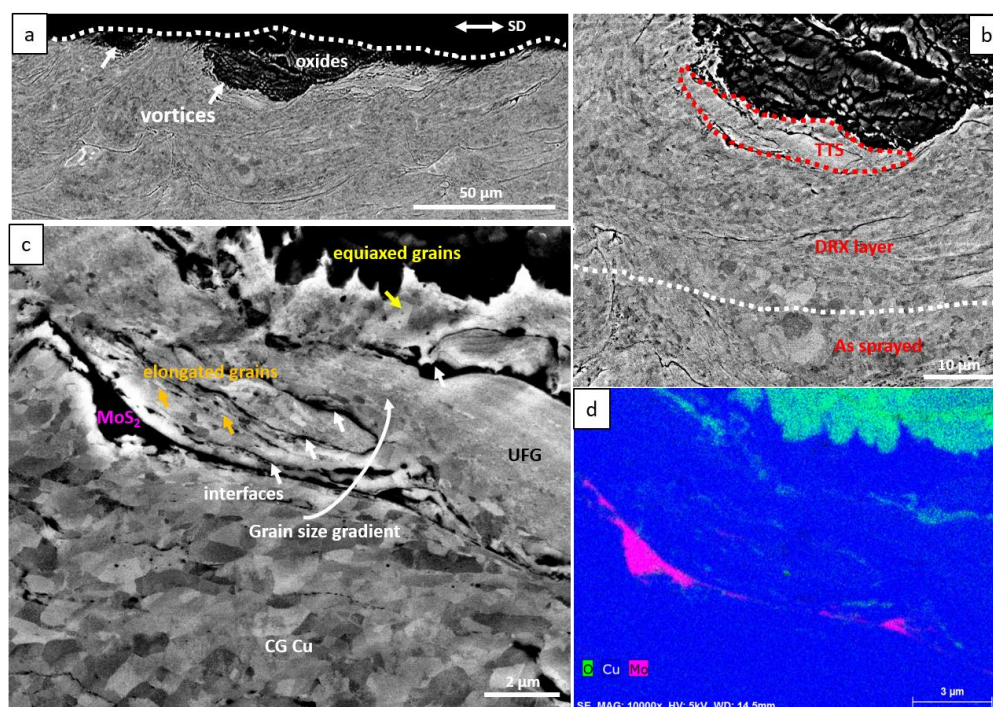 a
SD
oxides
vortices
50 µm
b
TTS
DRX layer
As sprayed
10 µm
c
equiaxed grains
elongated grains
MoS₂
UFG
interfaces
Grain size gradient
CG Cu
2 µm
d
O Cu Mo
SE MAG: 10000x HV: 5kV WD: 14.5mm
3 µm